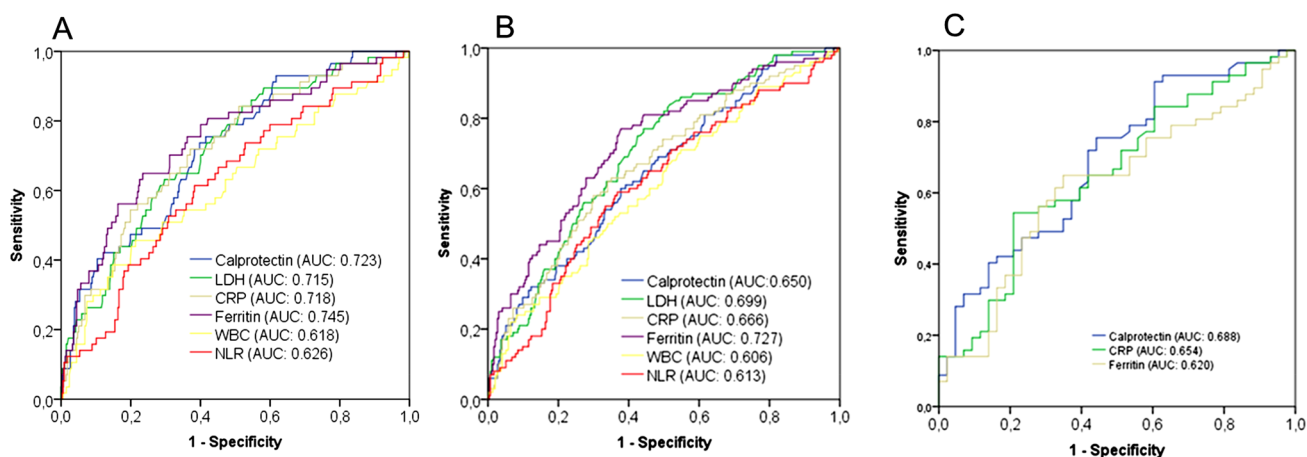 A
1,0
0,8
0,6
0,4
0,2
0,0
Sensitivity
Calprotectin (AUC: 0.723)
LDH (AUC: 0.715)
CRP (AUC: 0.718)
Ferritin (AUC: 0.745)
WBC (AUC: 0.618)
NLR (AUC: 0.626)
0,0 0,2 0,4 0,6 0,8 1,0
1 - Specificity
B
1,0
0,8
0,6
0,4
0,2
0,0
Sensitivity
Calprotectin (AUC:0.650)
LDH (AUC: 0.699)
CRP (AUC: 0.666)
Ferritin (AUC: 0.727)
WBC (AUC: 0.606)
NLR (AUC: 0.613)
0,0 0,2 0,4 0,6 0,8 1,0
1 - Specificity
C
1,0
0,8
0,6
0,4
0,2
0,0
Sensitivity
Calprotectin (AUC: 0.688)
CRP (AUC: 0.654)
Ferritin (AUC: 0.620)
0,0 0,2 0,4 0,6 0,8 1,0
1 - Specificity